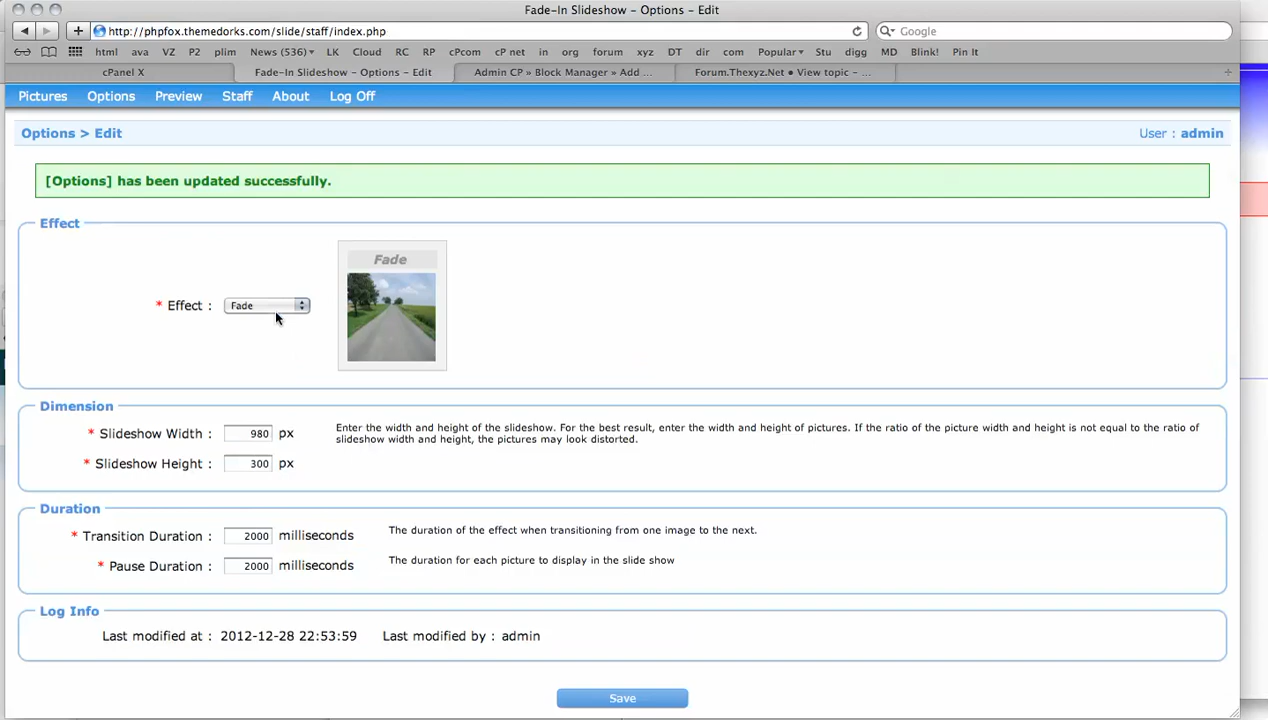 Fade-In Slideshow – Options – Edit
http://phpfox.themedorks.com/slide/staff/index.php
Google
html ava VZ P2 plim News (536) LK Cloud RC RP cPcom cP net in org forum xyz DT dir com Popular Stu digg MD Blink! Pin It
cPanel X Fade-In Slideshow – Options – Edit Admin CP » Block Manager » Add ... Forum.Thexyz.Net • View topic – ...
Pictures Options Preview Staff About Log Off
Options > Edit User : admin
[Options] has been updated successfully.
Effect
Fade
* Effect : Fade
Dimension
* Slideshow Width : 980 px
Enter the width and height of the slideshow. For the best result, enter the width and height of pictures. If the ratio of the picture width and height is not equal to the ratio of
slideshow width and height, the pictures may look distorted.
* Slideshow Height : 300 px
Duration
* Transition Duration : 2000 milliseconds The duration of the effect when transitioning from one image to the next.
* Pause Duration : 2000 milliseconds The duration for each picture to display in the slide show
Log Info
Last modified at : 2012-12-28 22:53:59 Last modified by : admin
Save